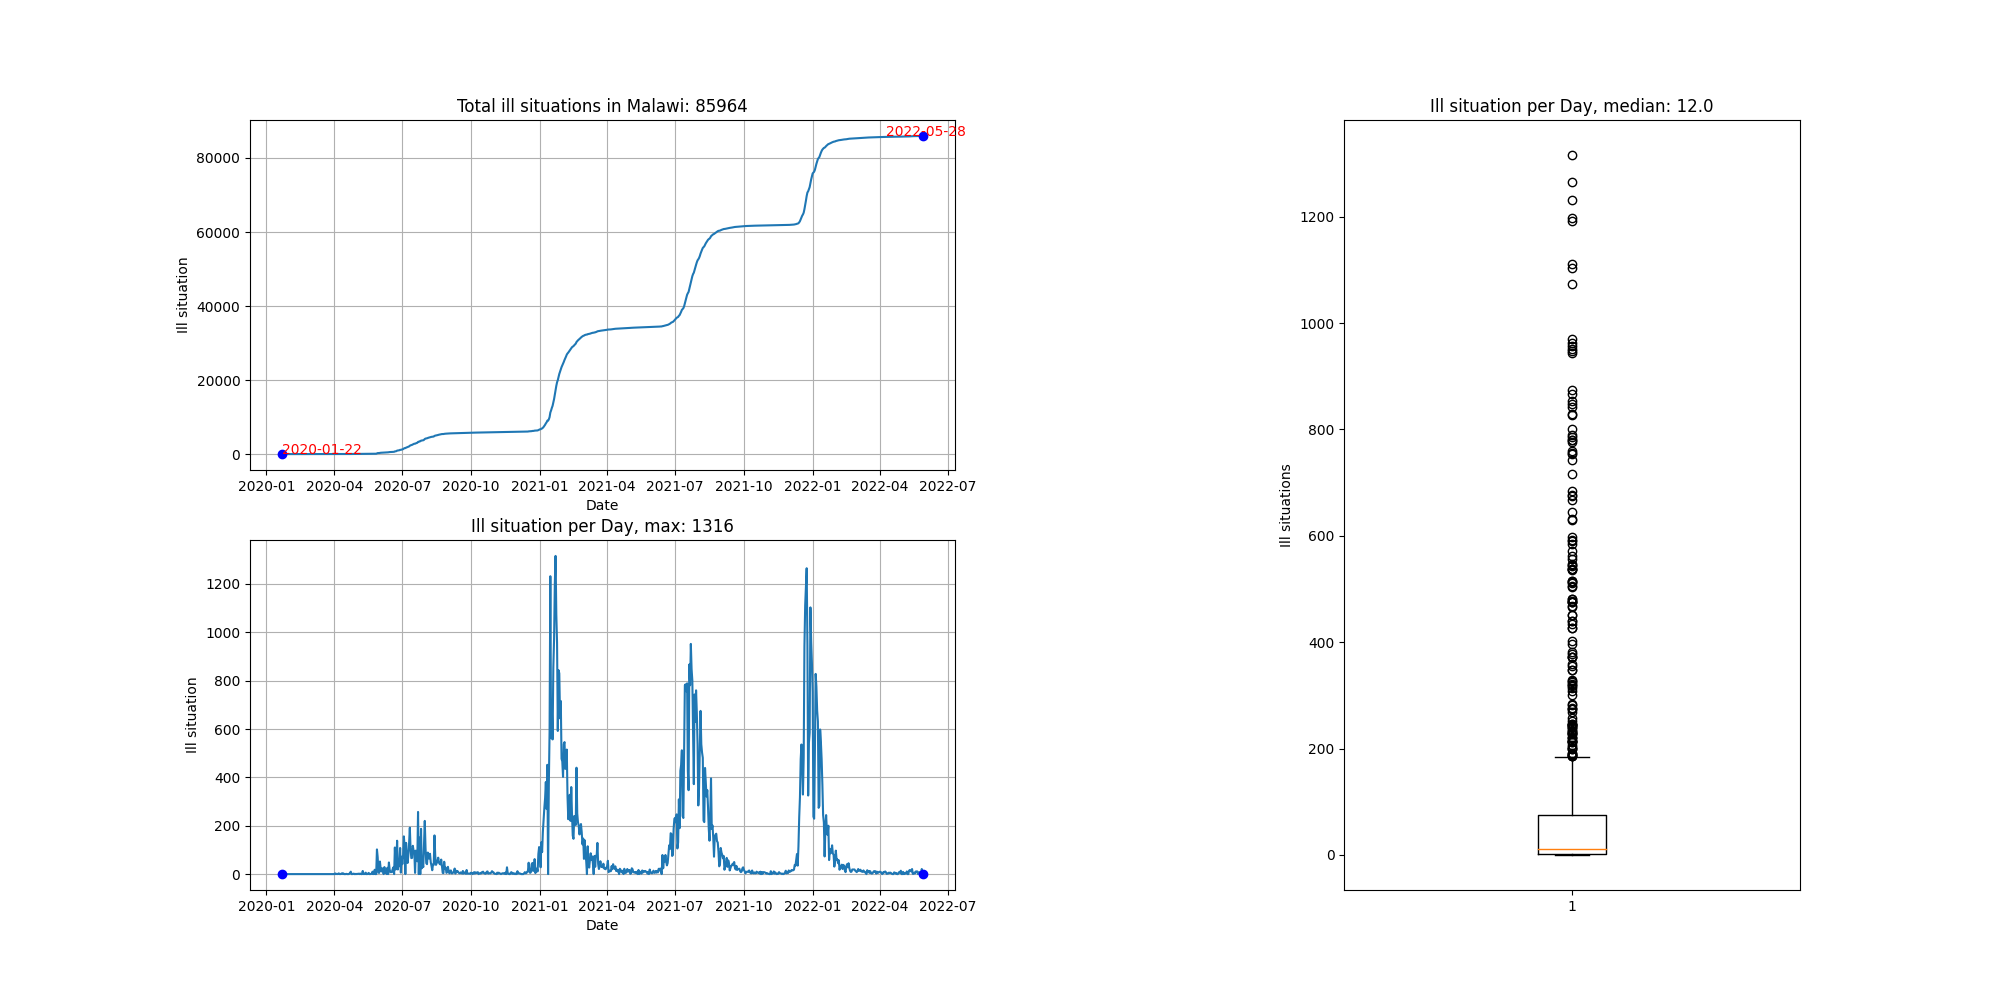 Total ill situations in Malawi: 85964
Ill situation
80000
60000
40000
20000
0
2020-01-22
2022-05-28
2020-01 2020-04 2020-07 2020-10 2021-01 2021-04 2021-07 2021-10 2022-01 2022-04 2022-07
Date
Ill situation per Day, max: 1316
Ill situation
1200
1000
800
600
400
200
0
2020-01 2020-04 2020-07 2020-10 2021-01 2021-04 2021-07 2021-10 2022-01 2022-04 2022-07
Date
Ill situation per Day, median: 12.0
Ill situations
1200
1000
800
600
400
200
0
1